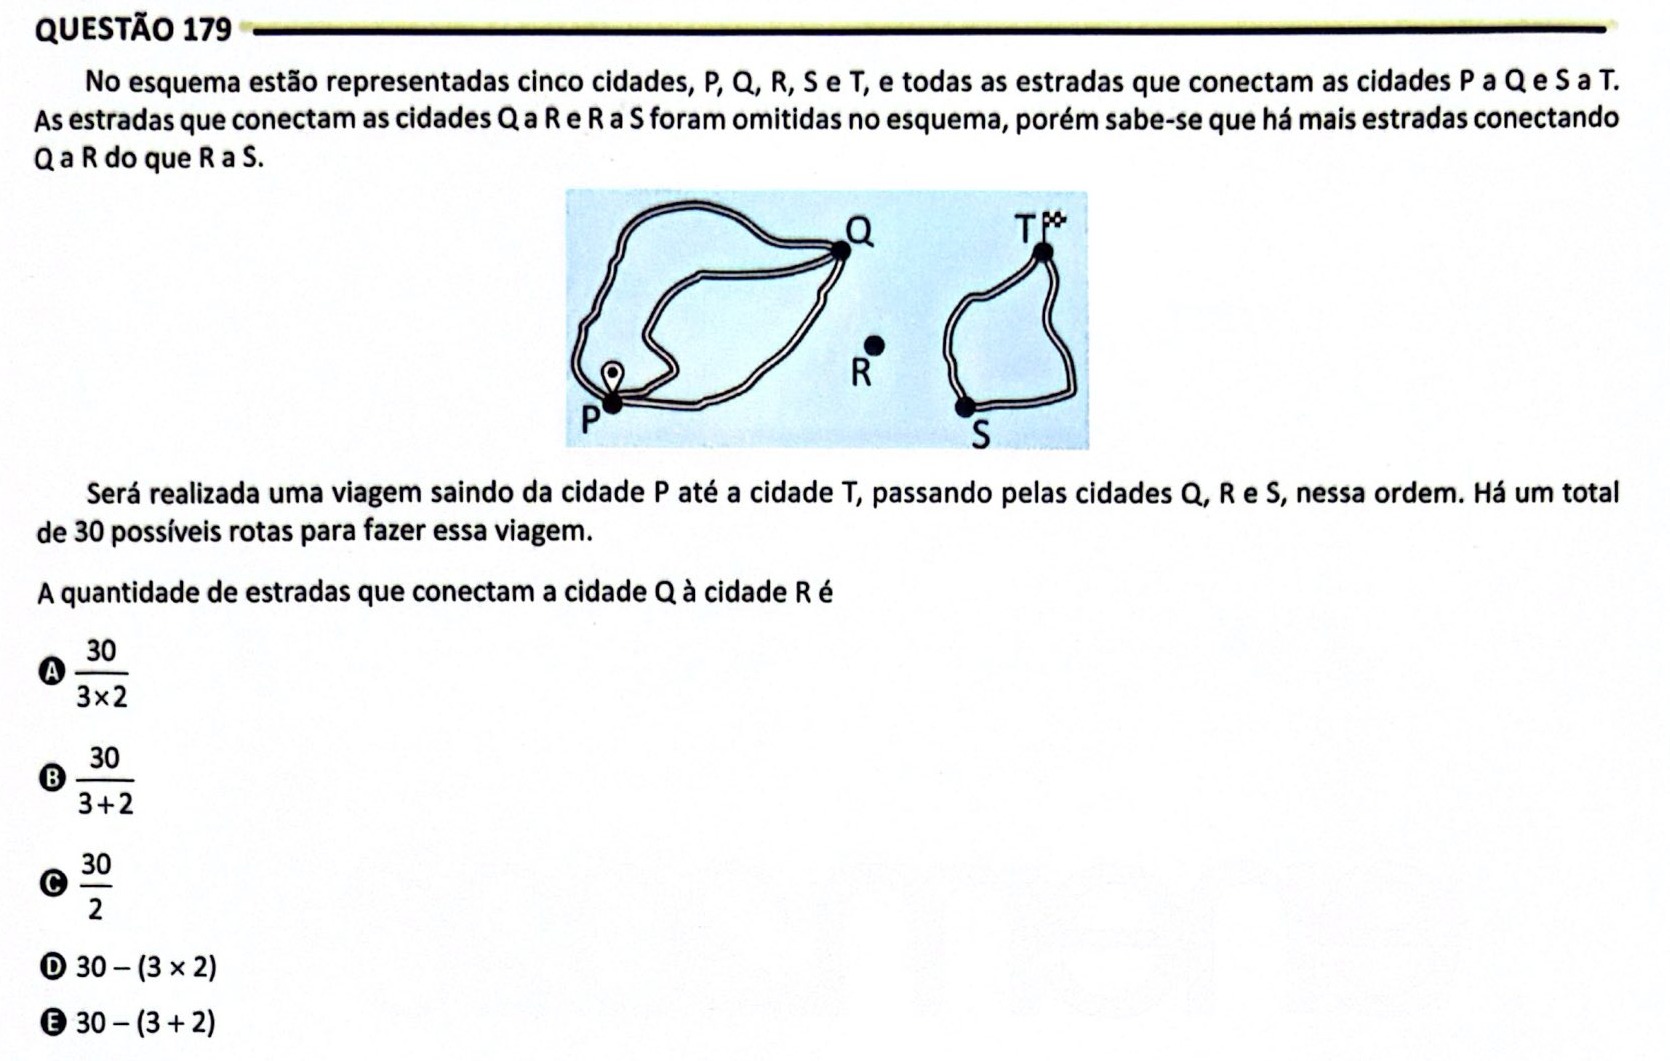 QUESTÃO 179
No esquema estão representadas cinco cidades, P, Q, R, S e T, e todas as estradas que conectam as cidades P a Q e S a T.
As estradas que conectam as cidades Q a R e R a S foram omitidas no esquema, porém sabe-se que há mais estradas conectando
Q a R do que R a S.
Q
T
R
P
S
Será realizada uma viagem saindo da cidade P até a cidade T, passando pelas cidades Q, R e S, nessa ordem. Há um total
de 30 possíveis rotas para fazer essa viagem.
A quantidade de estradas que conectam a cidade Q à cidade R é
A 30
3×2
B 30
3+2
C 30
2
D 30 – (3 × 2)
E 30 – (3 + 2)